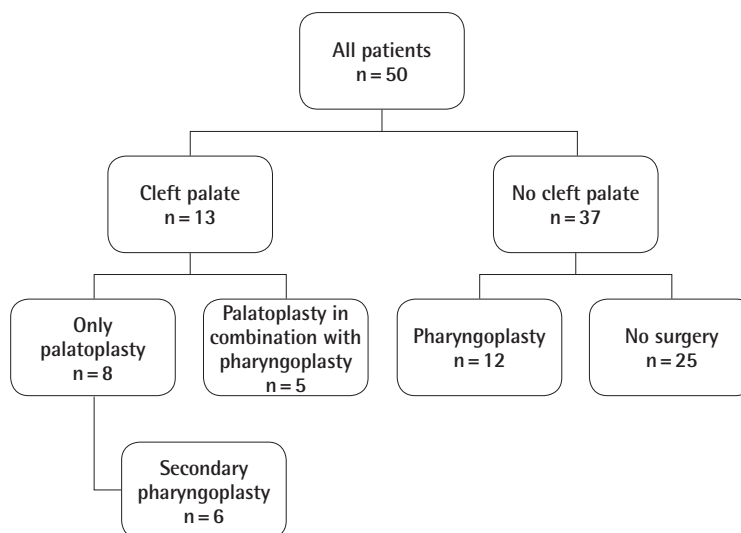 All patients
n = 50
Cleft palate
n = 13
No cleft palate
n = 37
Only
palatoplasty
n = 8
Palatoplasty in
combination with
pharyngoplasty
n = 5
Pharyngoplasty
n = 12
No surgery
n = 25
Secondary
pharyngoplasty
n = 6